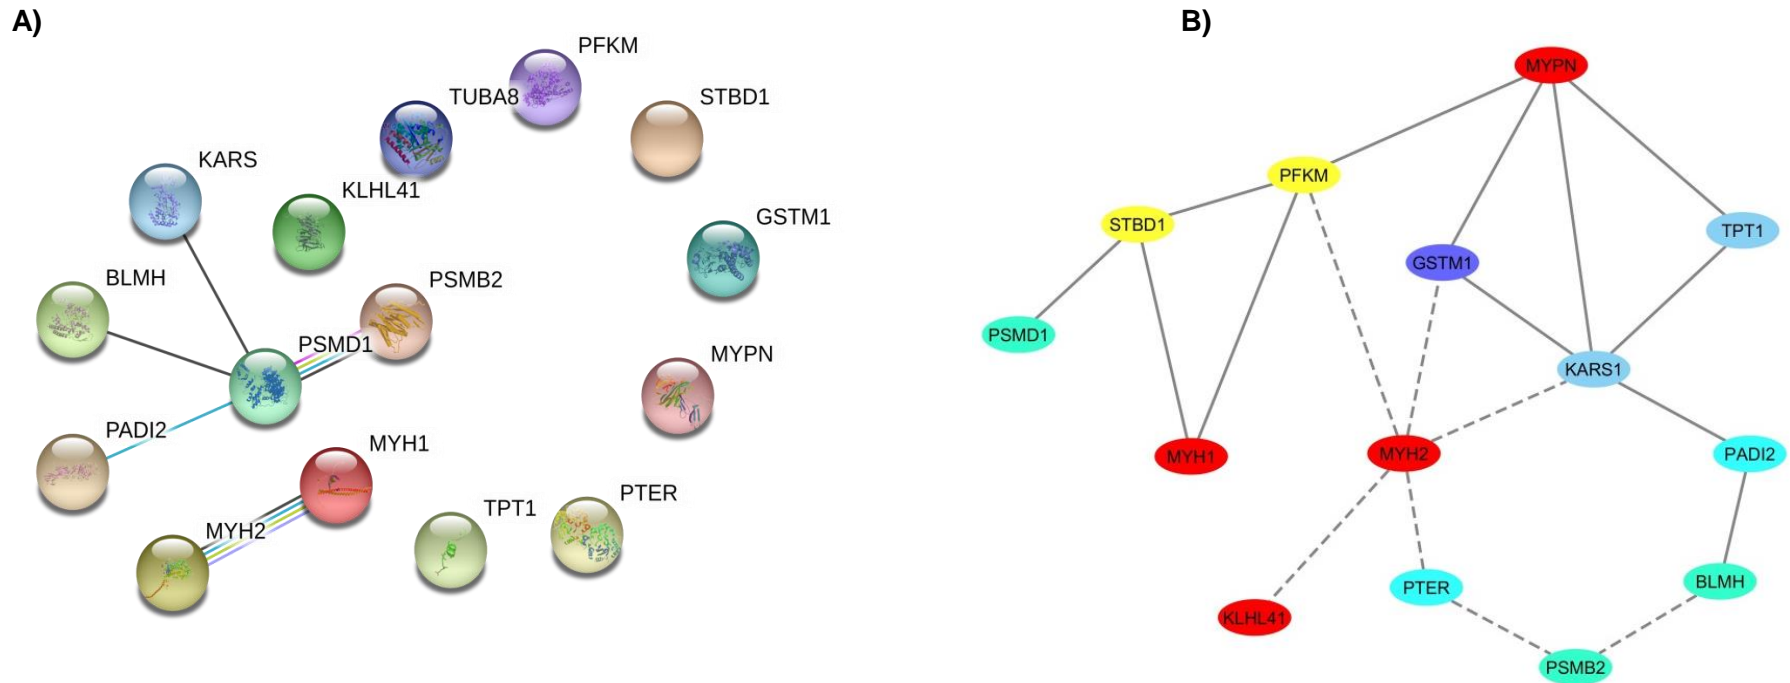 A)
PFKM
TUBA8
STBD1
KARS
KLHL41
GSTM1
BLMH
PSMB2
PSMD1
MYPN
PADI2
MYH1
TPT1
PTER
MYH2
B)
MYPN
PFKM
STBD1
TPT1
GSTM1
PSMD1
KARS1
MYH1
MYH2
PADI2
PTER
BLMH
KLHL41
PSMB2